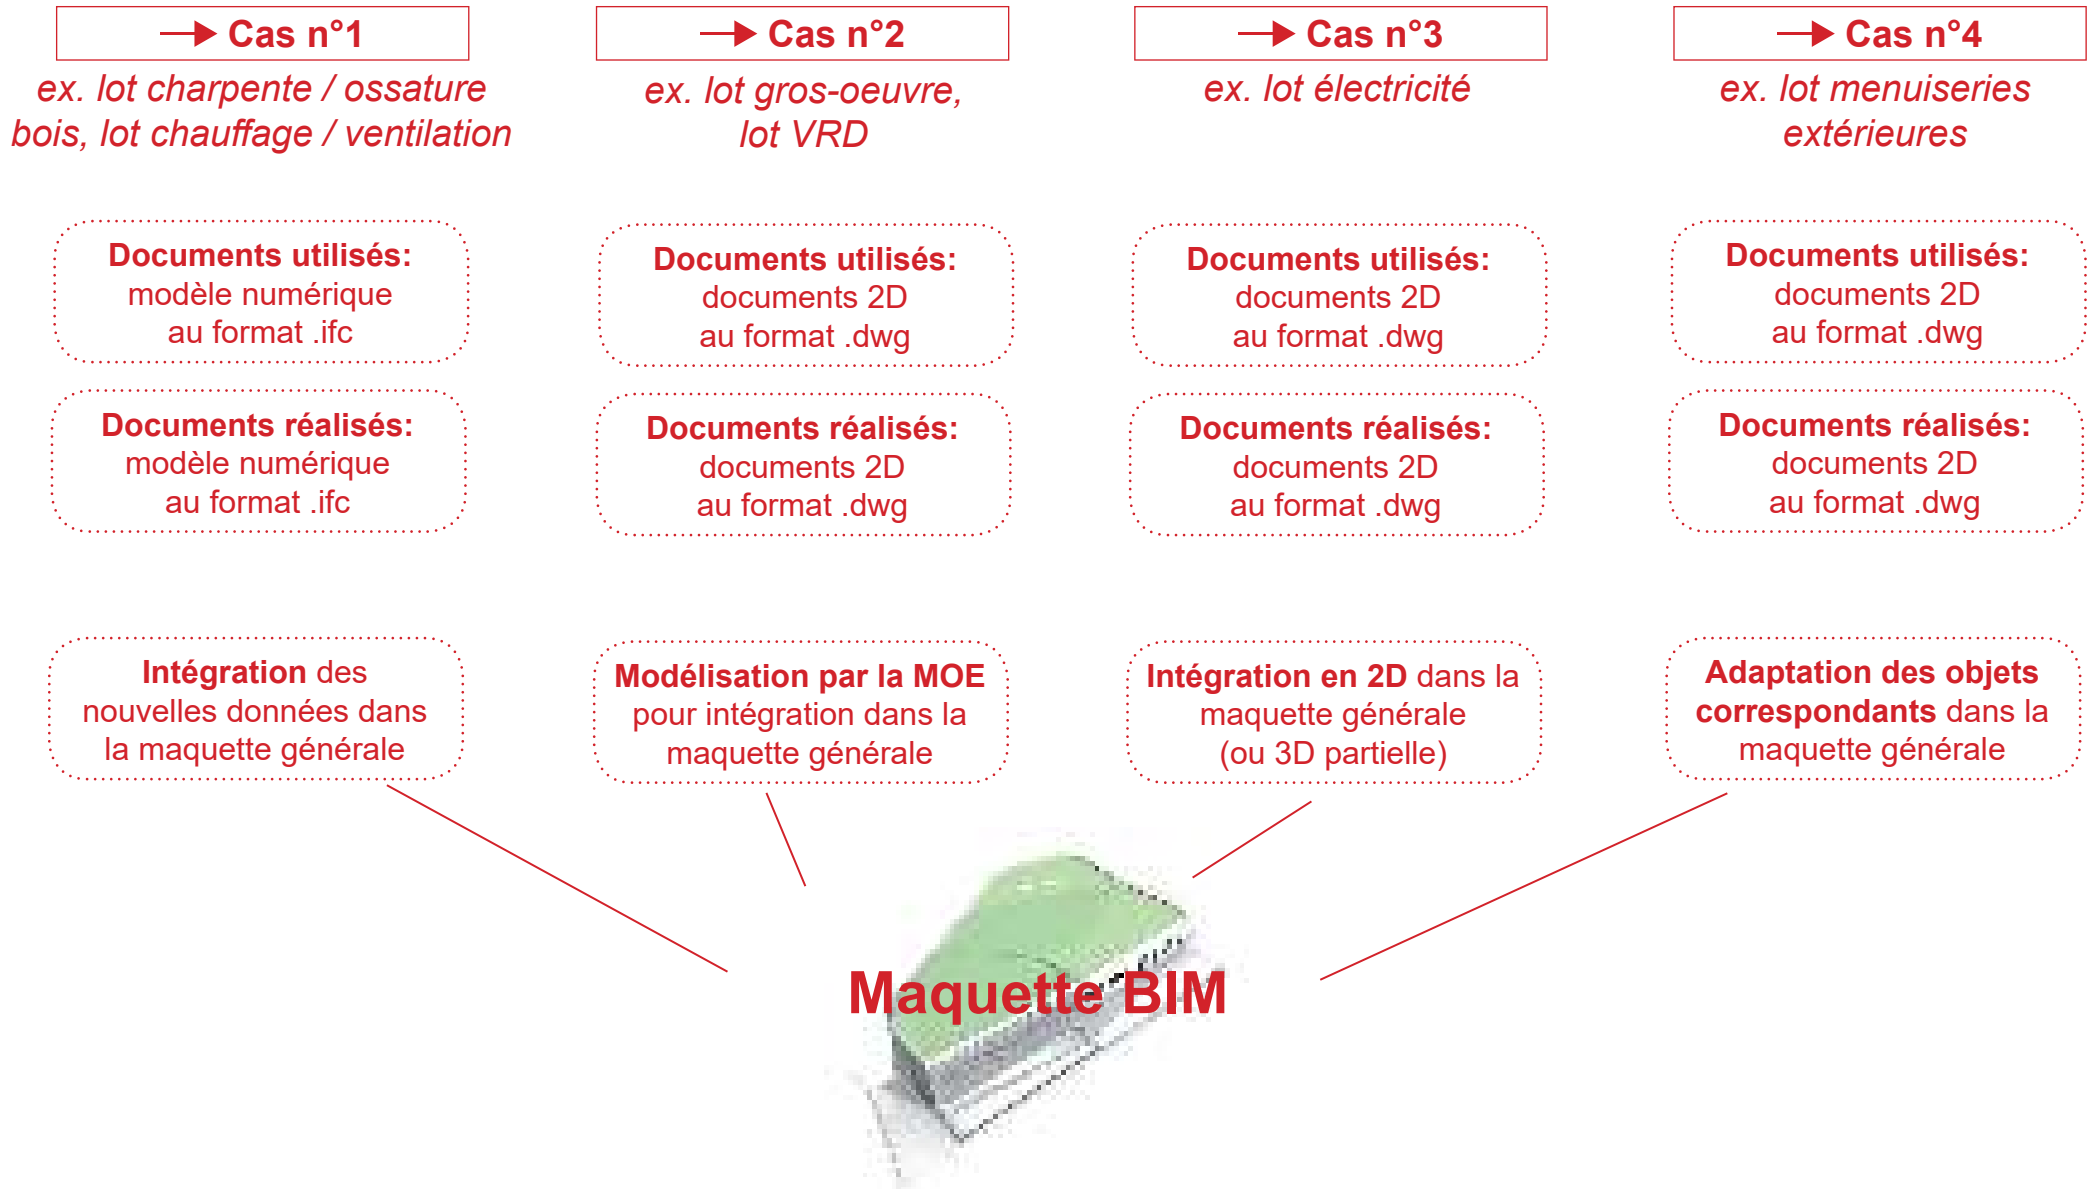 Cas n°1
ex. lot charpente / ossature
bois, lot chauffage / ventilation
Documents utilisés:
modèle numérique
au format .ifc
Documents réalisés:
modèle numérique
au format .ifc
Intégration des
nouvelles données dans
la maquette générale
Cas n°2
ex. lot gros-oeuvre,
lot VRD
Documents utilisés:
documents 2D
au format .dwg
Documents réalisés:
documents 2D
au format .dwg
Modélisation par la MOE
pour intégration dans la
maquette générale
Cas n°3
ex. lot électricité
Documents utilisés:
documents 2D
au format .dwg
Documents réalisés:
documents 2D
au format .dwg
Intégration en 2D dans la
maquette générale
(ou 3D partielle)
Cas n°4
ex. lot menuiseries
extérieures
Documents utilisés:
documents 2D
au format .dwg
Documents réalisés:
documents 2D
au format .dwg
Adaptation des objets
correspondants dans la
maquette générale
Maquette BIM